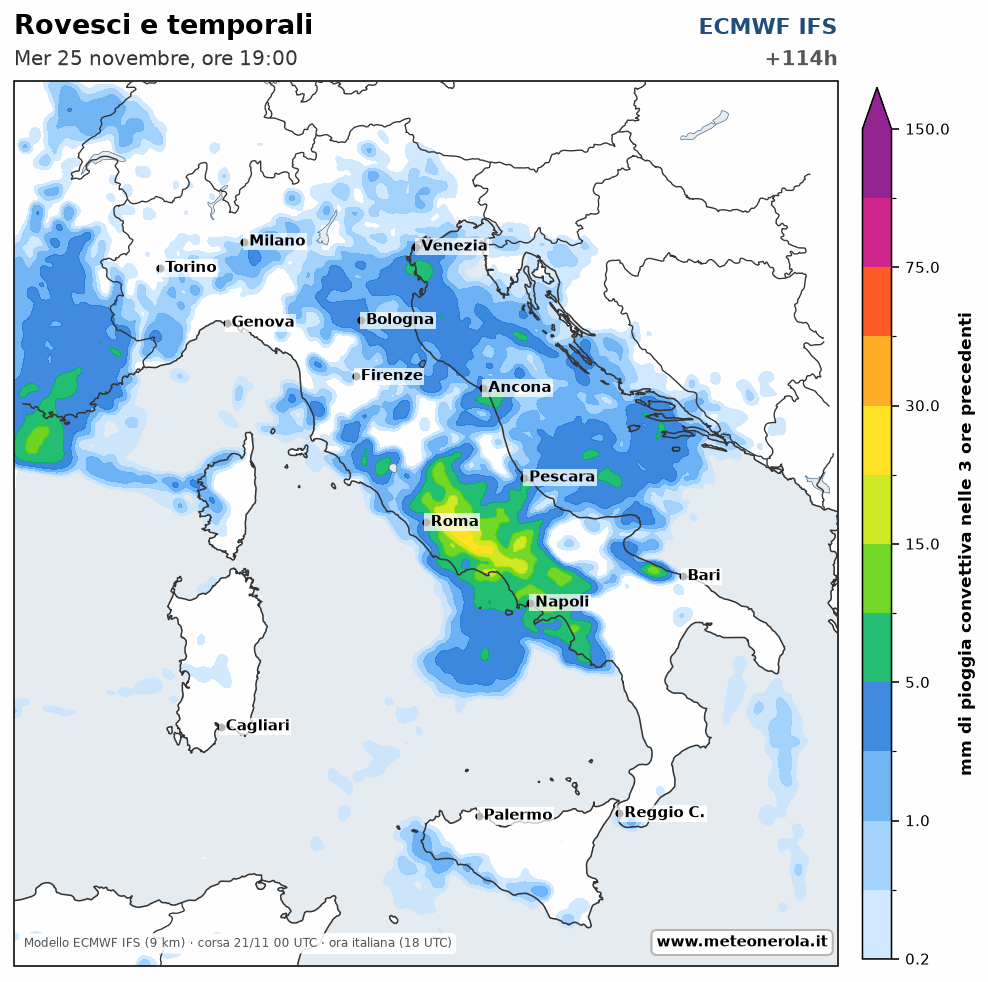 Rovesci e temporali
ECMWF IFS
Mer 25 novembre, ore 19:00
+114h
150.0
75.0
30.0
15.0
5.0
1.0
0.2
mm di pioggia convettiva nelle 3 ore precedenti
Milano
Venezia
Torino
Genova
Bologna
Firenze
Ancona
Pescara
Roma
Bari
Napoli
Cagliari
Palermo
Reggio C.
Modello ECMWF IFS (9 km) · corsa 21/11 00 UTC · ora italiana (18 UTC)
www.meteonerola.it